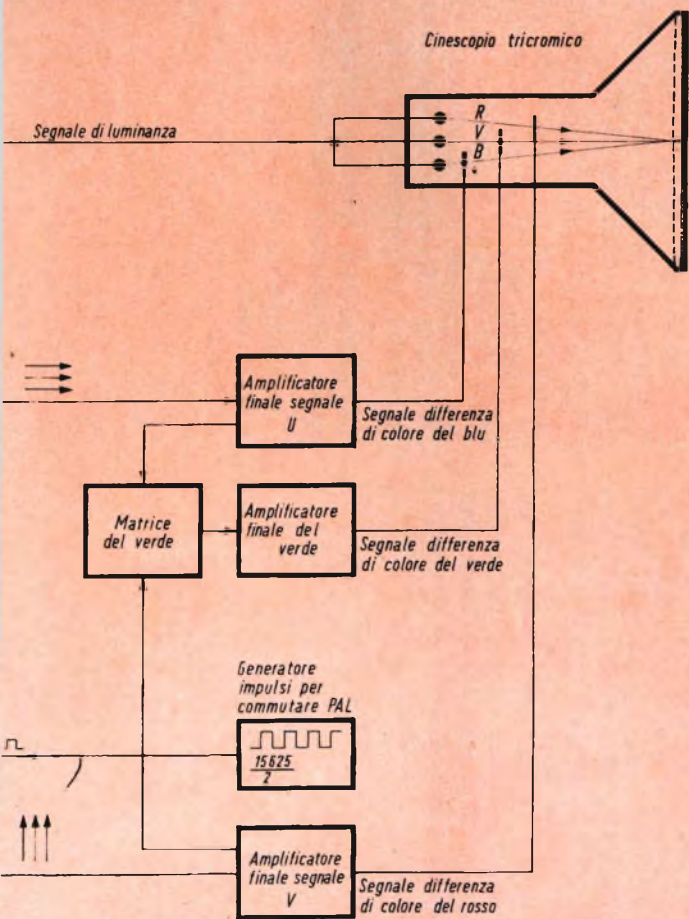 Cinescopio tricromico
Segnale di luminanza
R
V
B
Amplificatore
finale segnale
U
Segnale differenza
di colore del blu
Matrice
del verde
Amplificatore
finale del
verde
Segnale differenza
di colore del verde
Generatore
impulsi per
commutare PAL
15625
2
Amplificatore
finale segnale
V
Segnale differenza
di colore del rosso